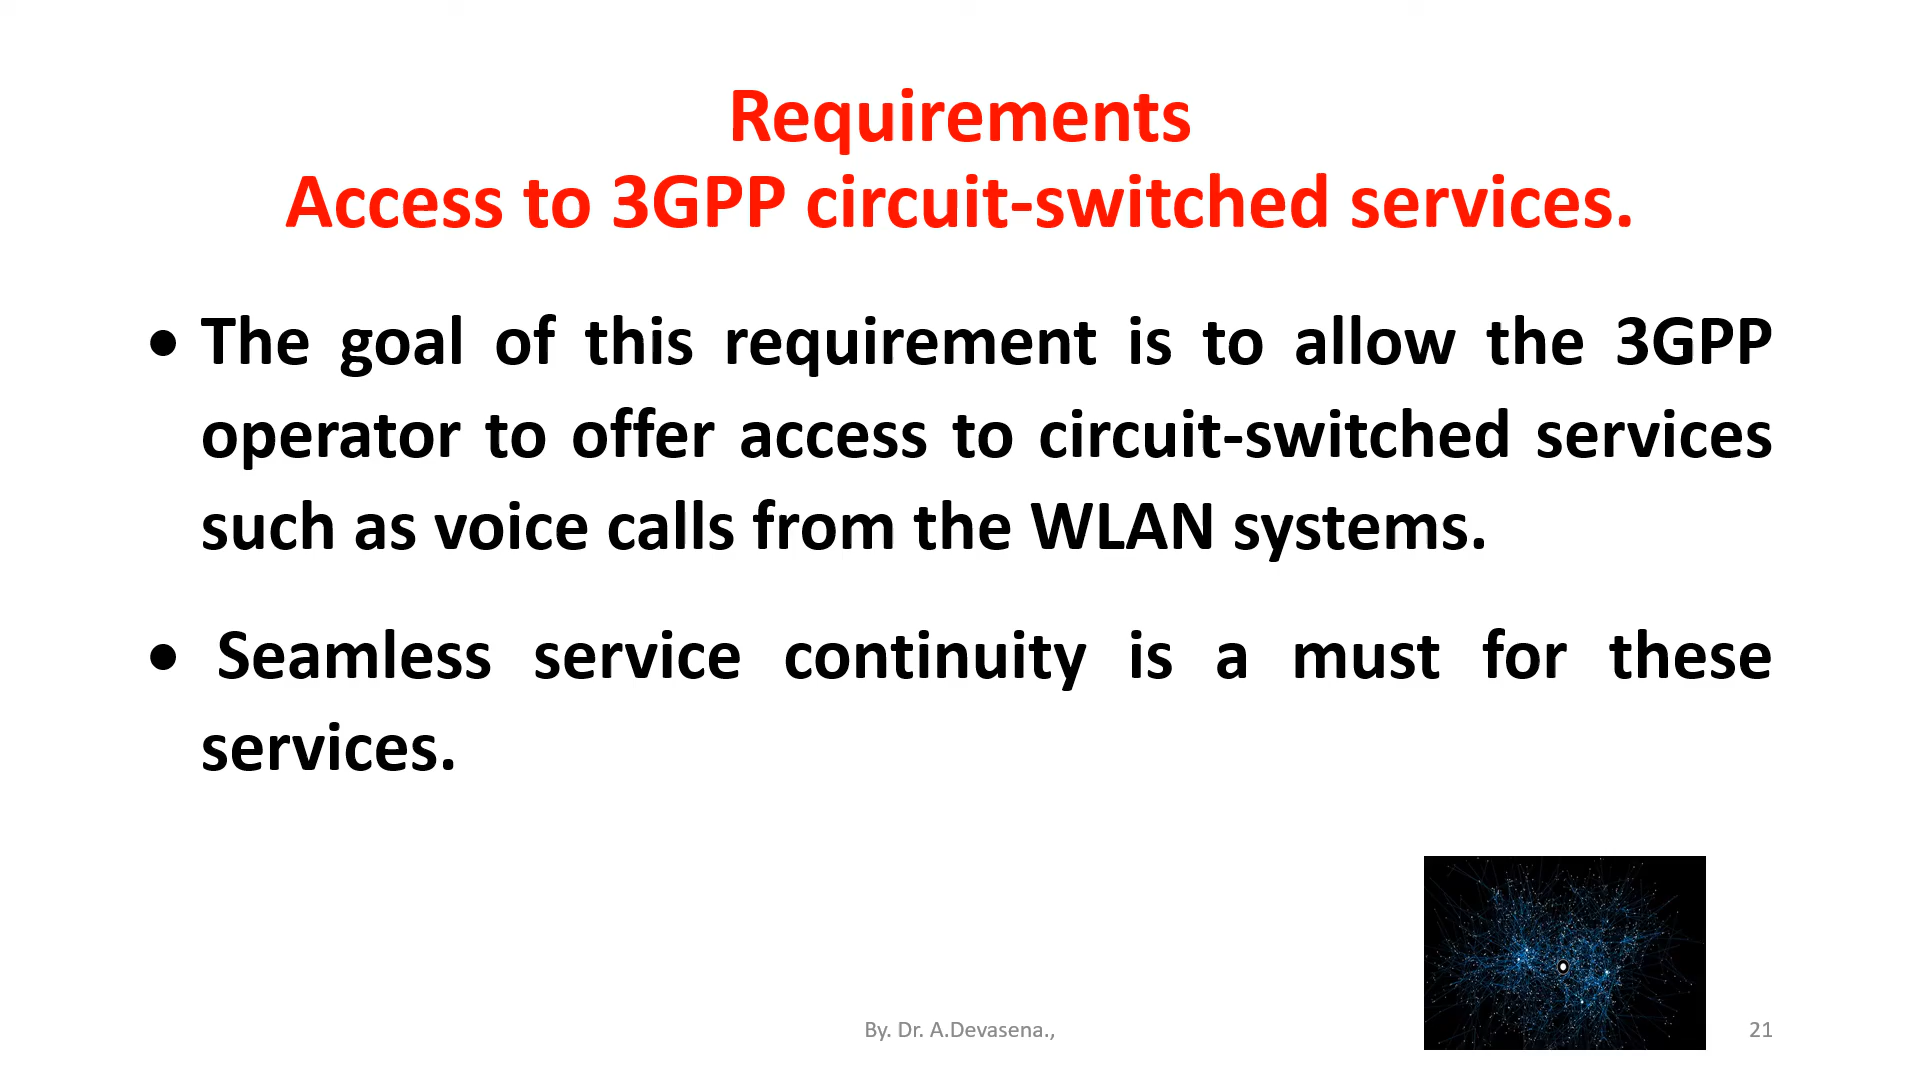 Requirements
Access to 3GPP circuit-switched services.
• The goal of this requirement is to allow the 3GPP
operator to offer access to circuit-switched services
such as voice calls from the WLAN systems.
• Seamless service continuity is a must for these
services.
By. Dr. A.Devasena.,
21